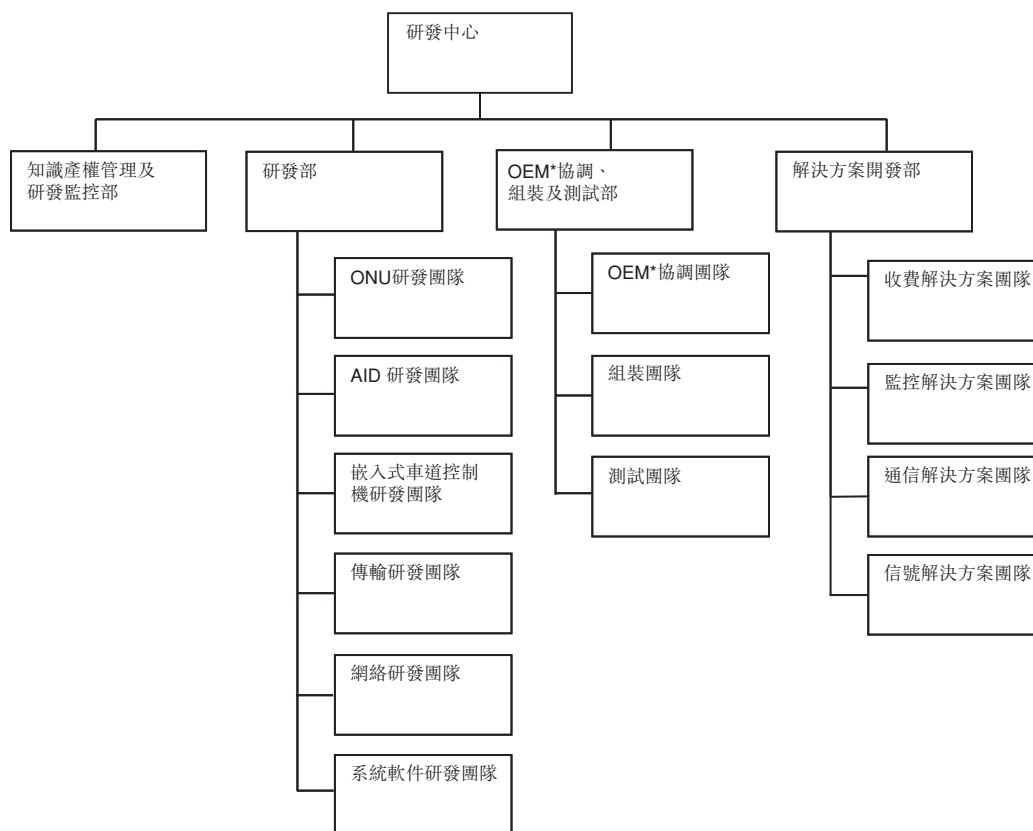 研發中心
知識產權管理及
研發監控部
研發部
OEM*協調、
組裝及測試部
解決方案開發部
ONU研發團隊
AID 研發團隊
嵌入式車道控制
機研發團隊
傳輸研發團隊
網絡研發團隊
系統軟件研發團隊
OEM*協調團隊
組裝團隊
測試團隊
收費解決方案團隊
監控解決方案團隊
通信解決方案團隊
信號解決方案團隊